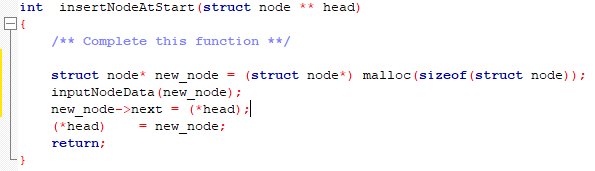 int  insertNodeAtStart(struct node ** head)
{
    /** Complete this function **/

    struct node* new_node = (struct node*) malloc(sizeof(struct node));
    inputNodeData(new_node);
    new_node->next = (*head);
    (*head)    = new_node;
    return;
}